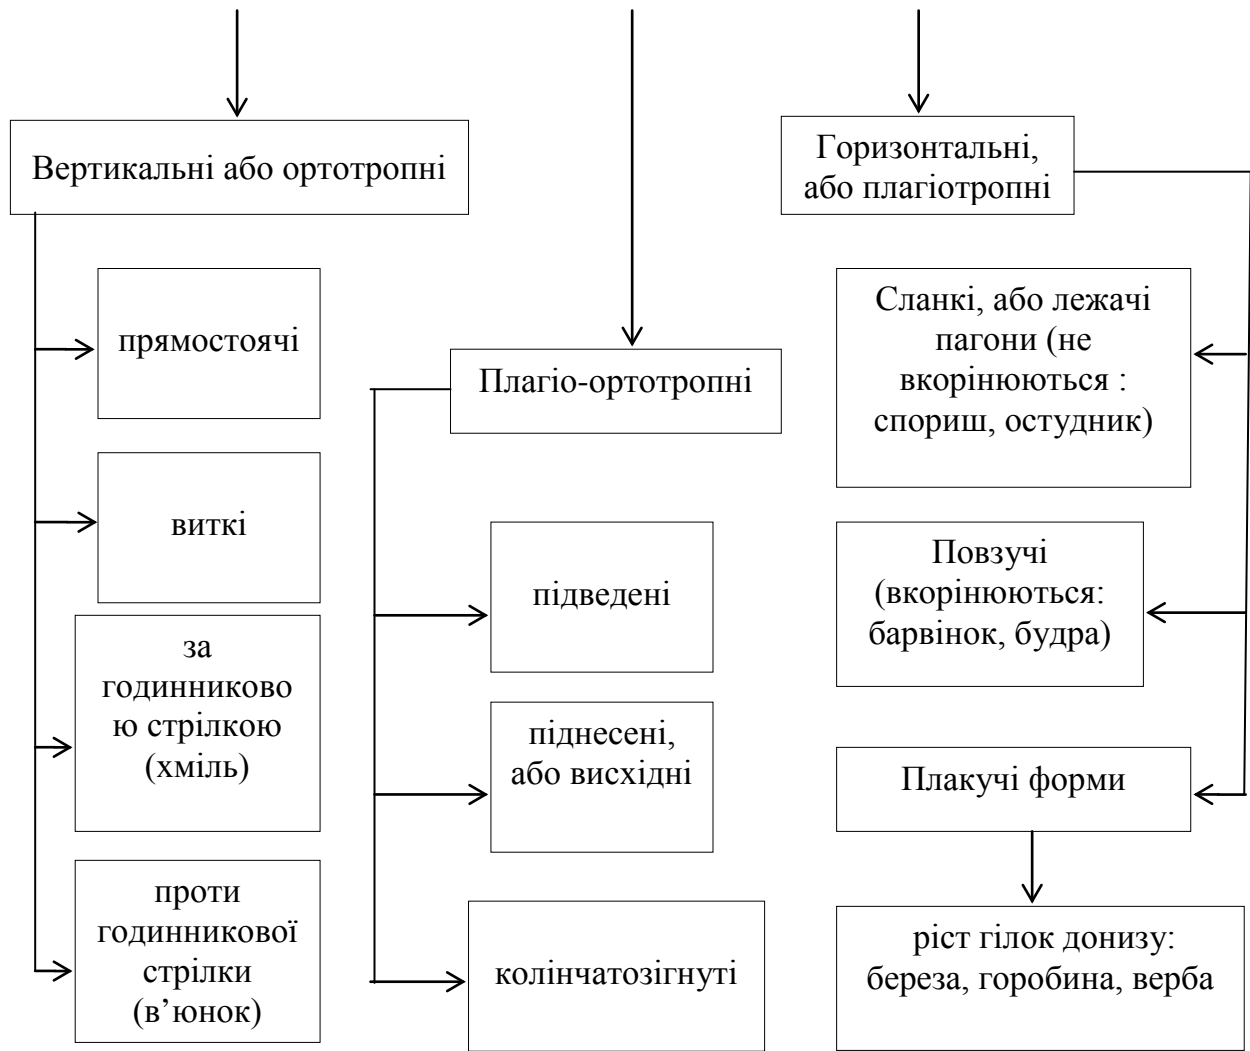 Вертикальні або ортотропні
прямостоячі
виткі
за
годинниково
ю стрілкою
(хміль)
проти
годинникової
стрілки
(в’юнок)
Плагіо-ортотропні
підведені
піднесені,
або висхідні
колінчатозігнуті
Горизонтальні,
або плагіотропні
Сланкі, або лежачі
пагони (не
вкорінюються :
спориш, остудник)
Повзучі
(вкорінюються:
барвінок, будра)
Плакучі форми
ріст гілок донизу:
береза, горобина, верба